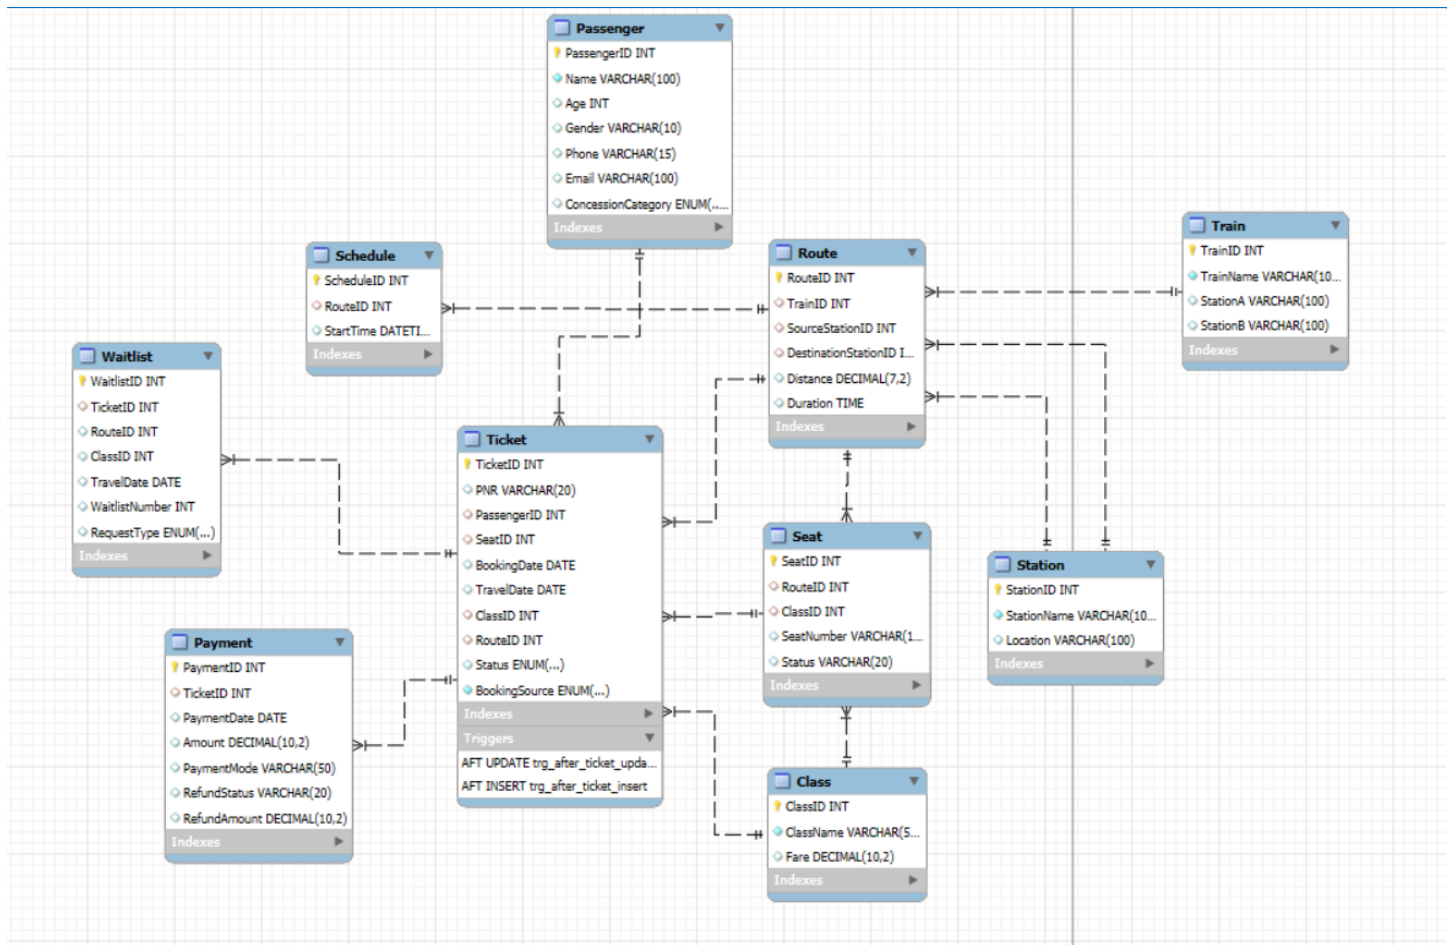 Passenger
PassengerID INT
Name VARCHAR(100)
Age INT
Gender VARCHAR(10)
Phone VARCHAR(15)
Email VARCHAR(100)
ConcessionCategory ENUM(.....
Indexes
Schedule
ScheduleID INT
RouteID INT
StartTime DATETI...
Indexes
Route
RouteID INT
TrainID INT
SourceStationID INT
DestinationStationID I...
Distance DECIMAL(7,2)
Duration TIME
Indexes
Train
TrainID INT
TrainName VARCHAR(10...
StationA VARCHAR(100)
StationB VARCHAR(100)
Indexes
Waitlist
WaitlistID INT
TicketID INT
RouteID INT
ClassID INT
TravelDate DATE
WaitlistNumber INT
RequestType ENUM(...)
Indexes
Ticket
TicketID INT
PNR VARCHAR(20)
PassengerID INT
SeatID INT
BookingDate DATE
TravelDate DATE
ClassID INT
RouteID INT
Status ENUM(...)
BookingSource ENUM(...)
Indexes
Triggers
AFT UPDATE trg_after_ticket_upda...
AFT INSERT trg_after_ticket_insert
Seat
SeatID INT
RouteID INT
ClassID INT
SeatNumber VARCHAR(1...
Status VARCHAR(20)
Indexes
Station
StationID INT
StationName VARCHAR(10...
Location VARCHAR(100)
Indexes
Payment
PaymentID INT
TicketID INT
PaymentDate DATE
Amount DECIMAL(10,2)
PaymentMode VARCHAR(50)
RefundStatus VARCHAR(20)
RefundAmount DECIMAL(10,2)
Indexes
Class
ClassID INT
ClassName VARCHAR(5...
Fare DECIMAL(10,2)
Indexes